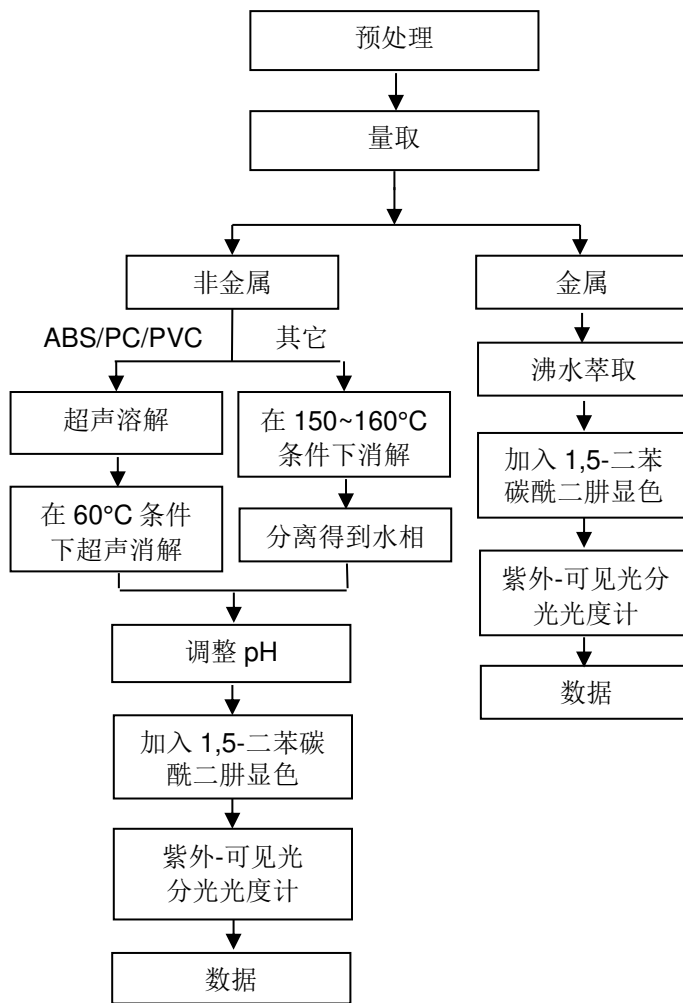 预处理
量取
非金属
金属
ABS/PC/PVC
其它
沸水萃取
超声溶解
在 150~160°C
条件下消解
加入 1,5-二苯
碳酰二肼显色
在 60°C 条件
下超声消解
分离得到水相
紫外-可见光分
光光度计
调整 pH
数据
加入 1,5-二苯碳
酰二肼显色
紫外-可见光
分光光度计
数据